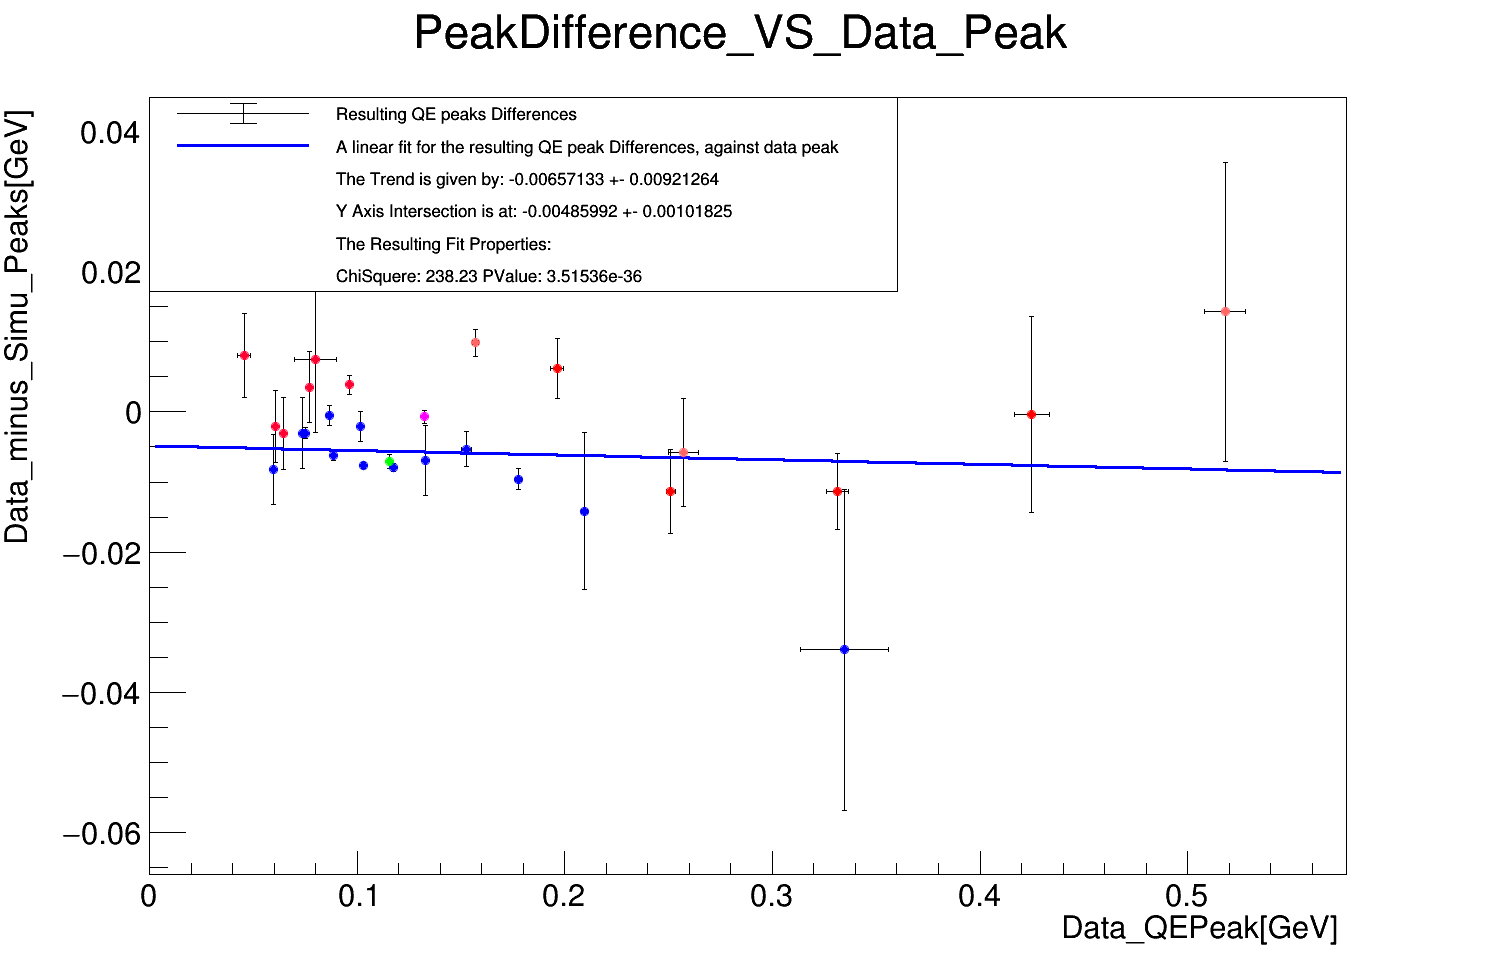 PeakDifference_VS_Data_Peak
Data_minus_Simu_Peaks[GeV]
0.04
0.02
0
−0.02
−0.04
−0.06
Resulting QE peaks Differences
A linear fit for the resulting QE peak Differences, against data peak
The Trend is given by: -0.00657133 +- 0.00921264
Y Axis Intersection is at: -0.00485992 +- 0.00101825
The Resulting Fit Properties:
ChiSquere: 238.23 PValue: 3.51536e-36
0 0.1 0.2 0.3 0.4 0.5
Data_QEPeak[GeV]